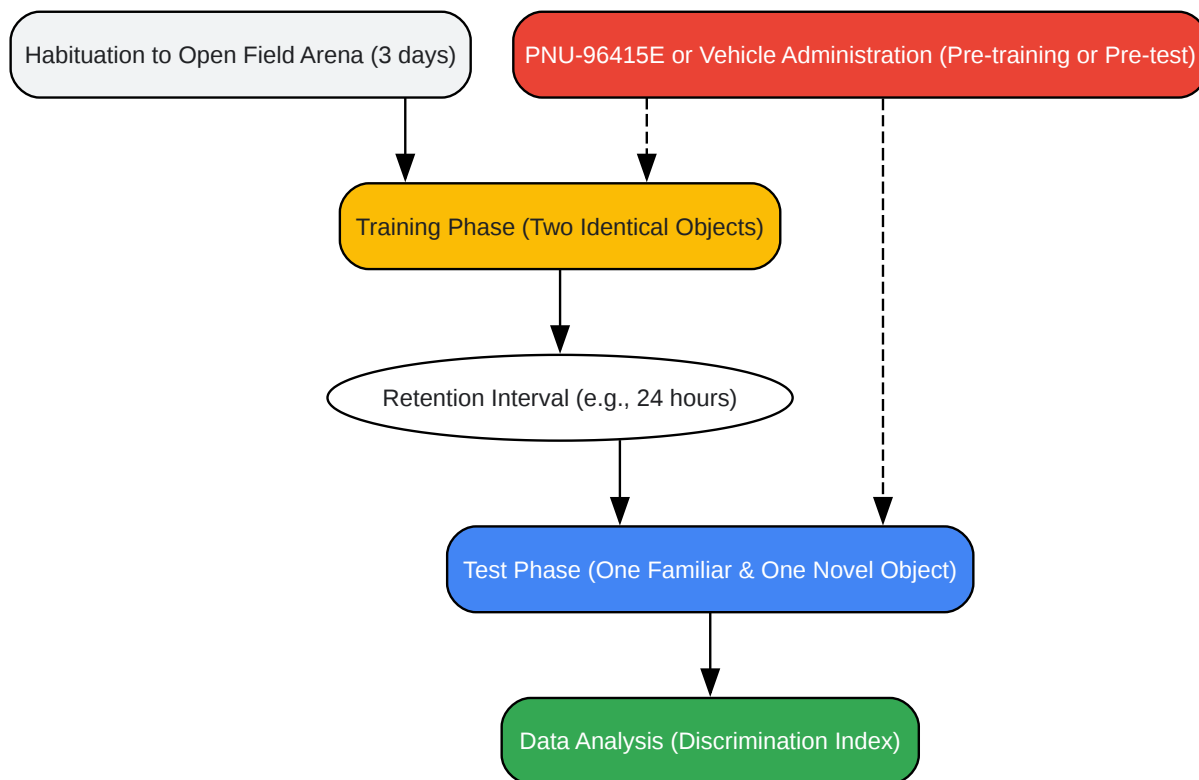 Habituation to Open Field Arena (3 days)
PNU-96415E or Vehicle Administration (Pre-training or Pre-test)
Training Phase (Two Identical Objects)
Retention Interval (e.g., 24 hours)
Test Phase (One Familiar & One Novel Object)
Data Analysis (Discrimination Index)